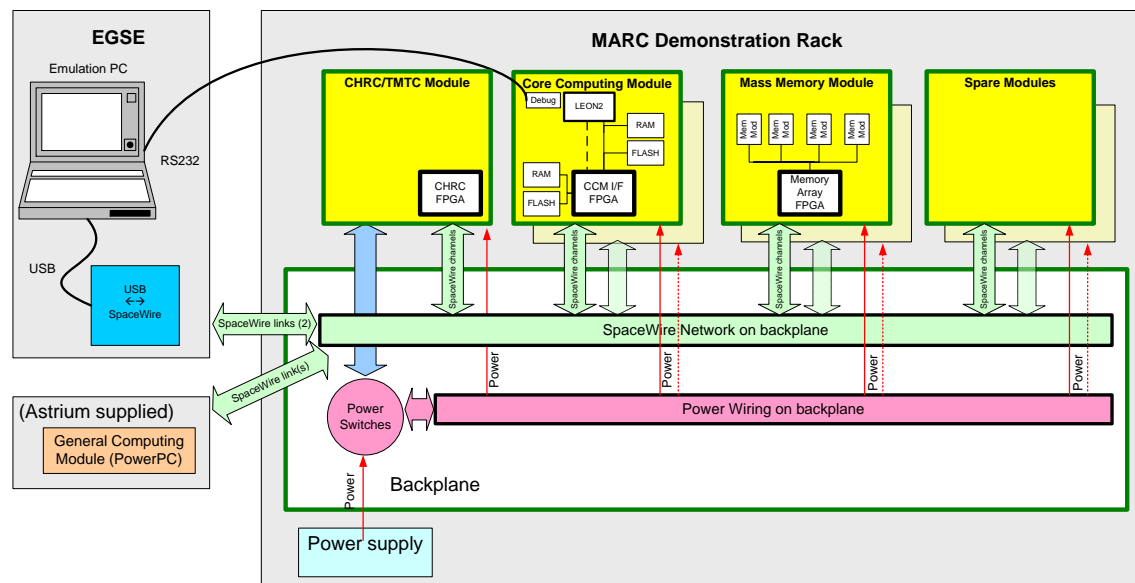 EGSE
Emulation PC
RS232
USB
USB
←→
SpaceWire
(Astrium supplied)
General Computing
Module (PowerPC)
MARC Demonstration Rack
CHRC/TMTC Module
CHRC
FPGA
Core Computing Module
Debug
LEON2
RAM
FLASH
RAM
FLASH
CCM I/F
FPGA
Mass Memory Module
Mem
Mod
Mem
Mod
Mem
Mod
Mem
Mod
Memory
Array
FPGA
Spare Modules
SpaceWire channels
SpaceWire channels
SpaceWire channels
SpaceWire channels
SpaceWire links (2)
SpaceWire link(s)
SpaceWire Network on backplane
Power
Power
Power
Power
Power
Switches
Power Wiring on backplane
Power
Backplane
Power supply